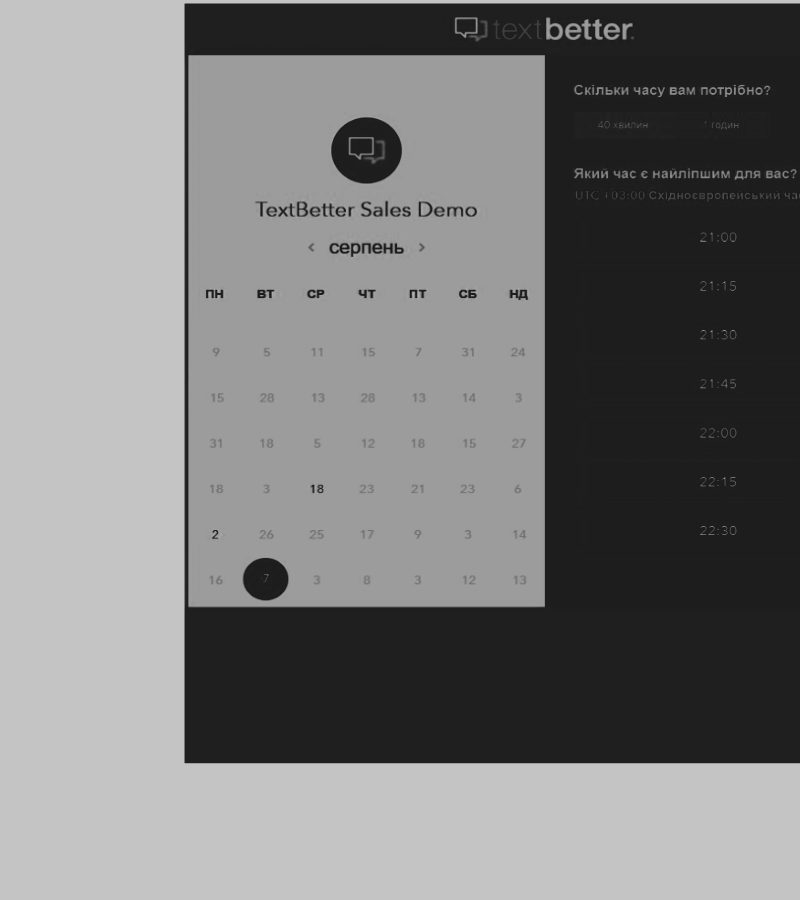 textbetter.
TextBetter Sales Demo
< серпень >
ПН ВТ СР ЧТ ПТ СБ НД
9 5 11 15 7 31 24
15 28 13 28 13 14 3
31 18 5 12 18 15 27
18 3 18 23 21 23 6
2 26 25 17 9 3 14
16 7 3 8 3 12 13
Скільки часу вам потрібно?
40 хвилин 1 годин
Який час є найліпшим для вас?
UTC +03:00 Східноєвропейський
21:00
21:15
21:30
21:45
22:00
22:15
22:30